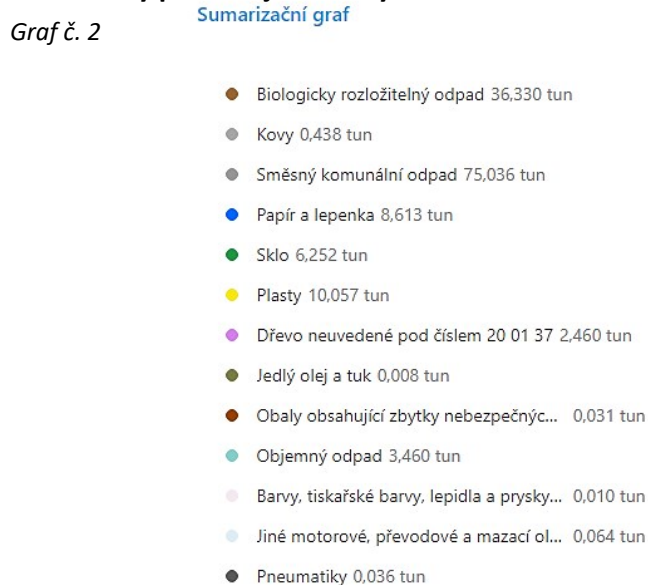 Sumarizační graf
Graf č. 2
Biologicky rozložitelný odpad 36,330 tun
Kovy 0,438 tun
Směsný komunální odpad 75,036 tun
Papír a lepenka 8,613 tun
Sklo 6,252 tun
Plasty 10,057 tun
Dřevo neuvedené pod číslem 20 01 37 2,460 tun
Jedlý olej a tuk 0,008 tun
Obaly obsahující zbytky nebezpečnýc... 0,031 tun
Objemný odpad 3,460 tun
Barvy, tiskařské barvy, lepidla a prysky... 0,010 tun
Jiné motorové, převodové a mazací ol... 0,064 tun
Pneumatiky 0,036 tun